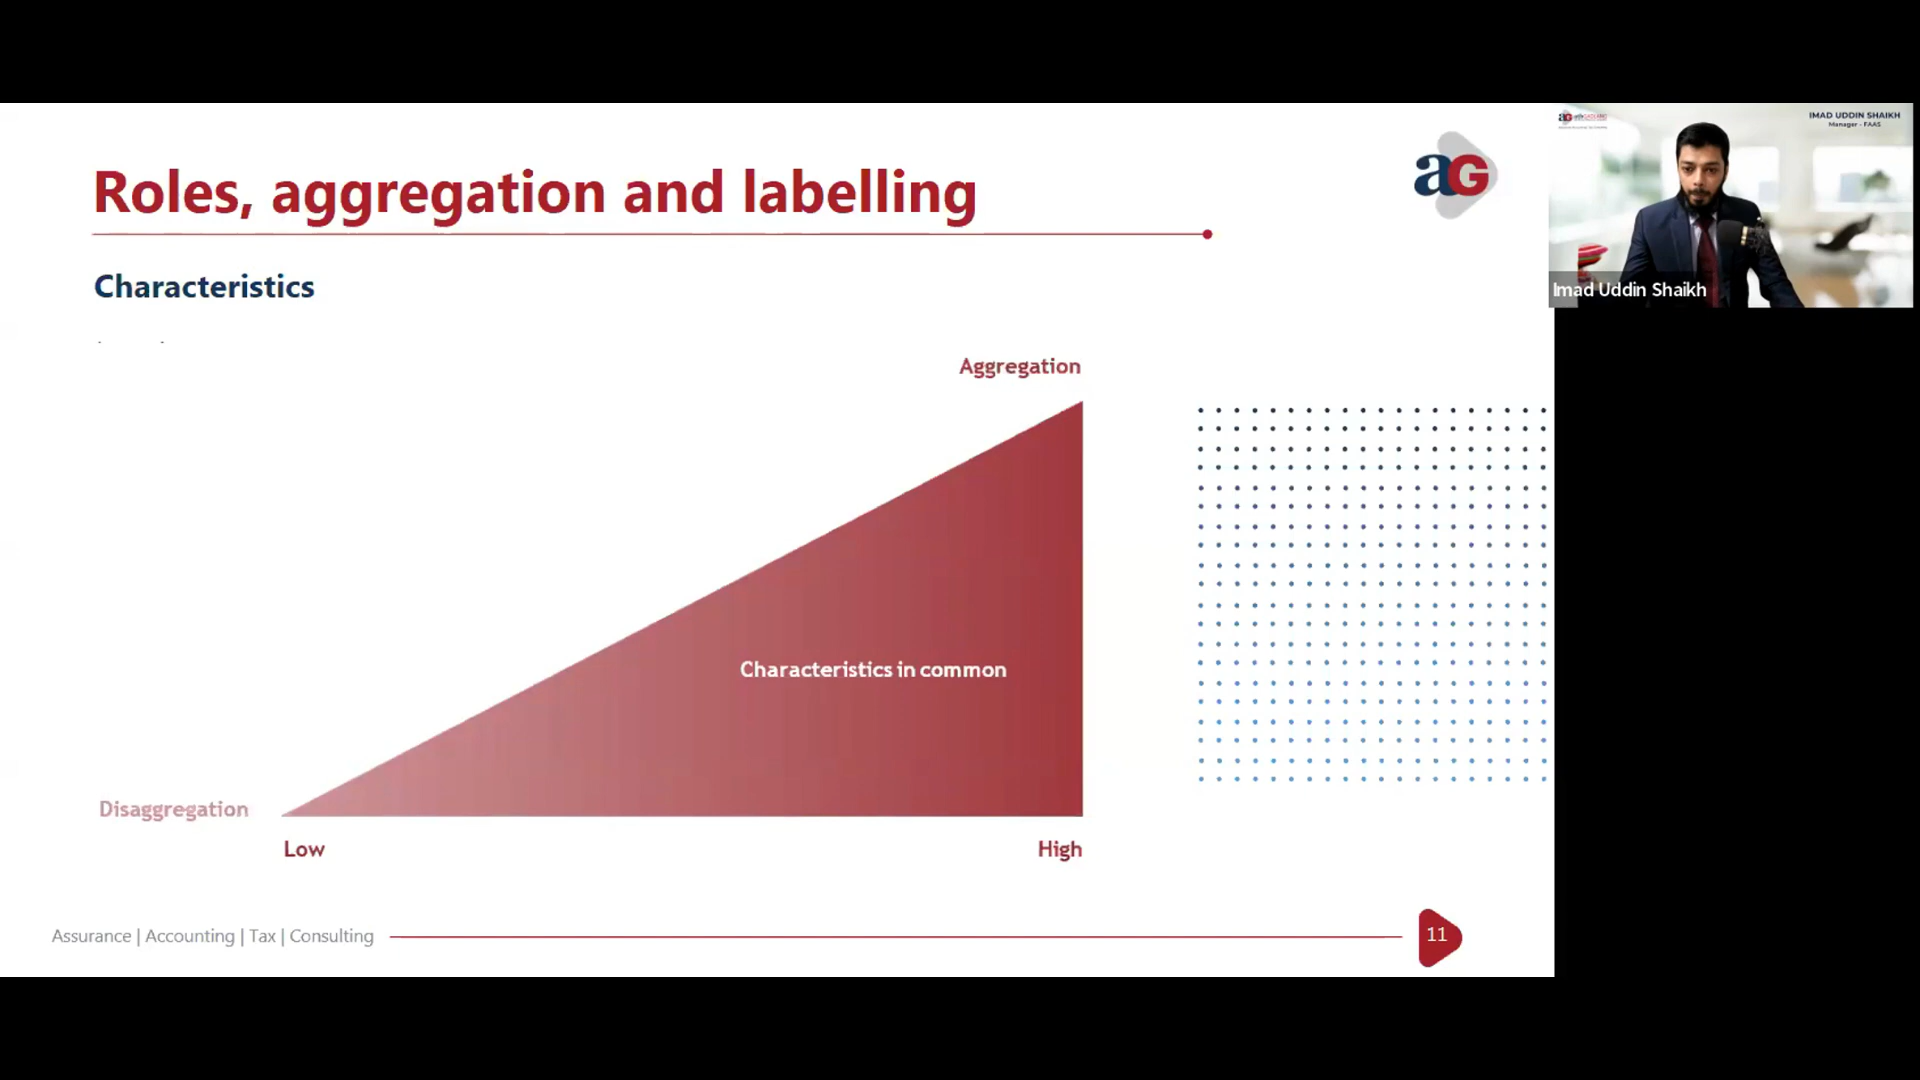 Roles, aggregation and labelling
aG
IMAD UDDIN SHAIKH
Manager - FAAS
Imad Uddin Shaikh
Characteristics
Aggregation
Characteristics in common
Disaggregation
Low
High
Assurance | Accounting | Tax | Consulting
11